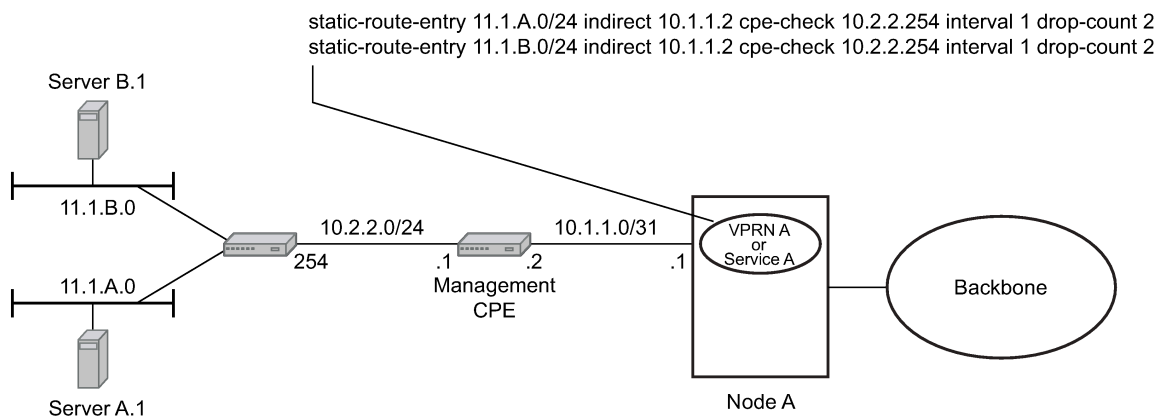 static-route-entry 11.1.A.0/24 indirect 10.1.1.2 cpe-check 10.2.2.254 interval 1 drop-count 2
static-route-entry 11.1.B.0/24 indirect 10.1.1.2 cpe-check 10.2.2.254 interval 1 drop-count 2
Server B.1
11.1.B.0
10.2.2.0/24
10.1.1.0/31
VPRN A
or
Service A
254
.1
.2
.1
Management
CPE
11.1.A.0
Backbone
Server A.1
Node A